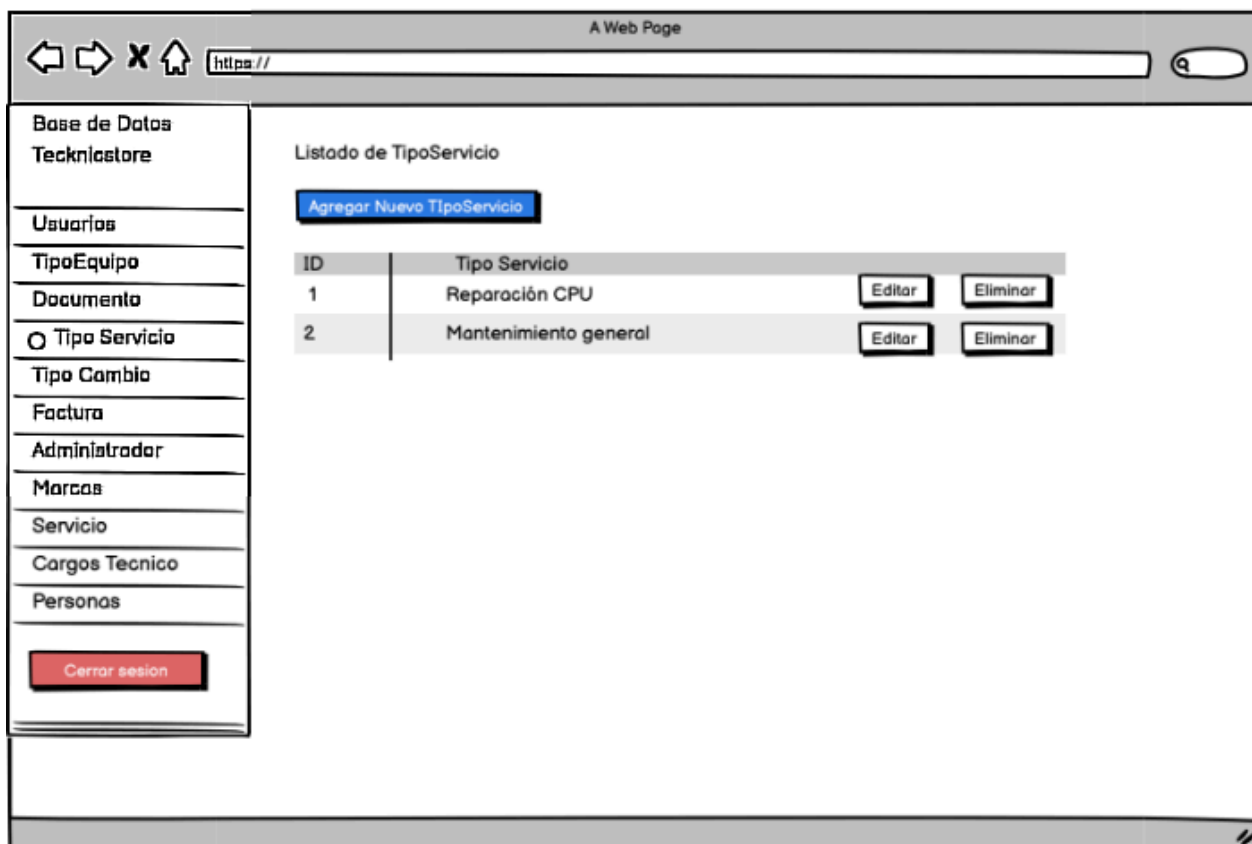 A Web Page
https://
Base de Datos
Tecknicstore
Usuarios
TipoEquipo
Documento
Tipo Servicio
Tipo Cambio
Factura
Administrador
Marcas
Servicio
Cargos Tecnico
Personas
Cerrar sesion
Listado de TipoServicio
Agregar Nuevo TIpoServicio
ID Tipo Servicio
1 Reparación CPU Editar Eliminar
2 Mantenimiento general Editar Eliminar